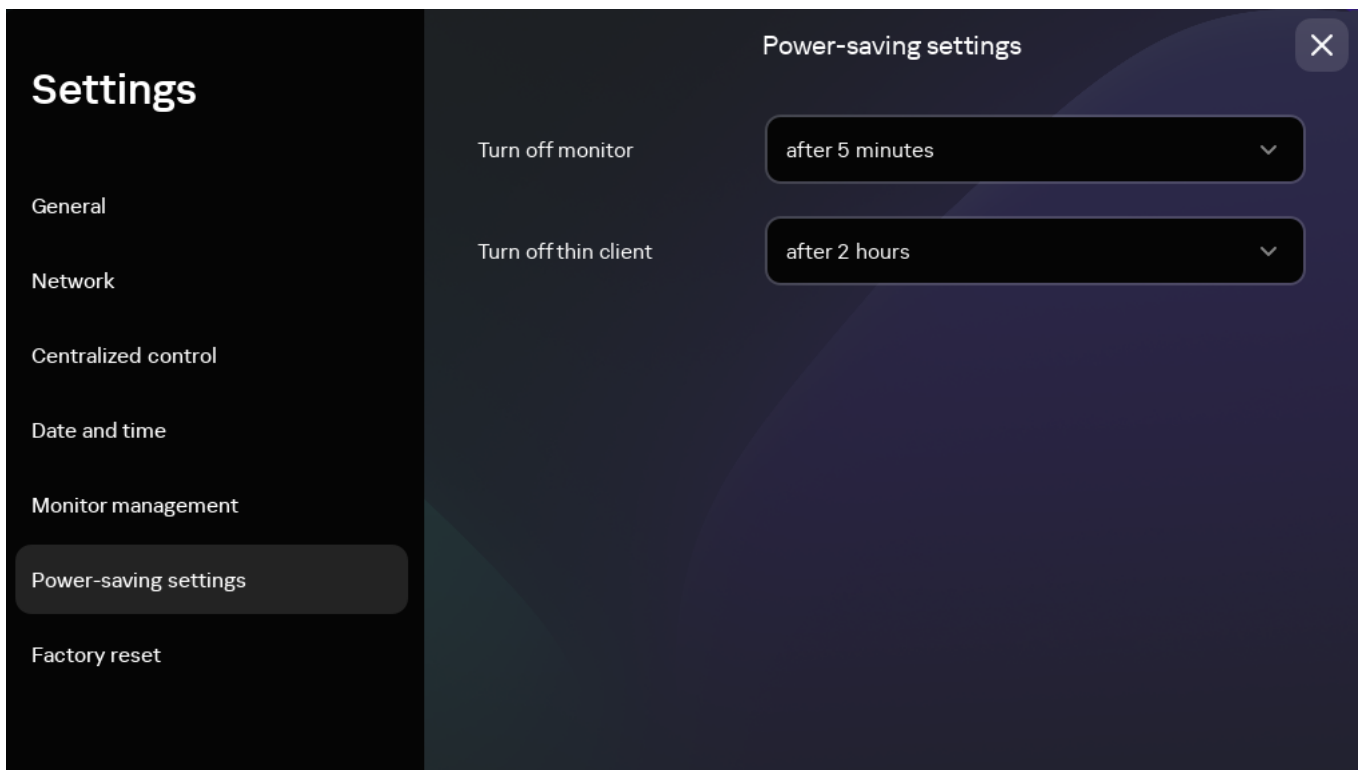 Settings
General
Network
Centralized control
Date and time
Monitor management
Power-saving settings
Factory reset
Power-saving settings
Turn off monitor
after 5 minutes
Turn off thin client
after 2 hours